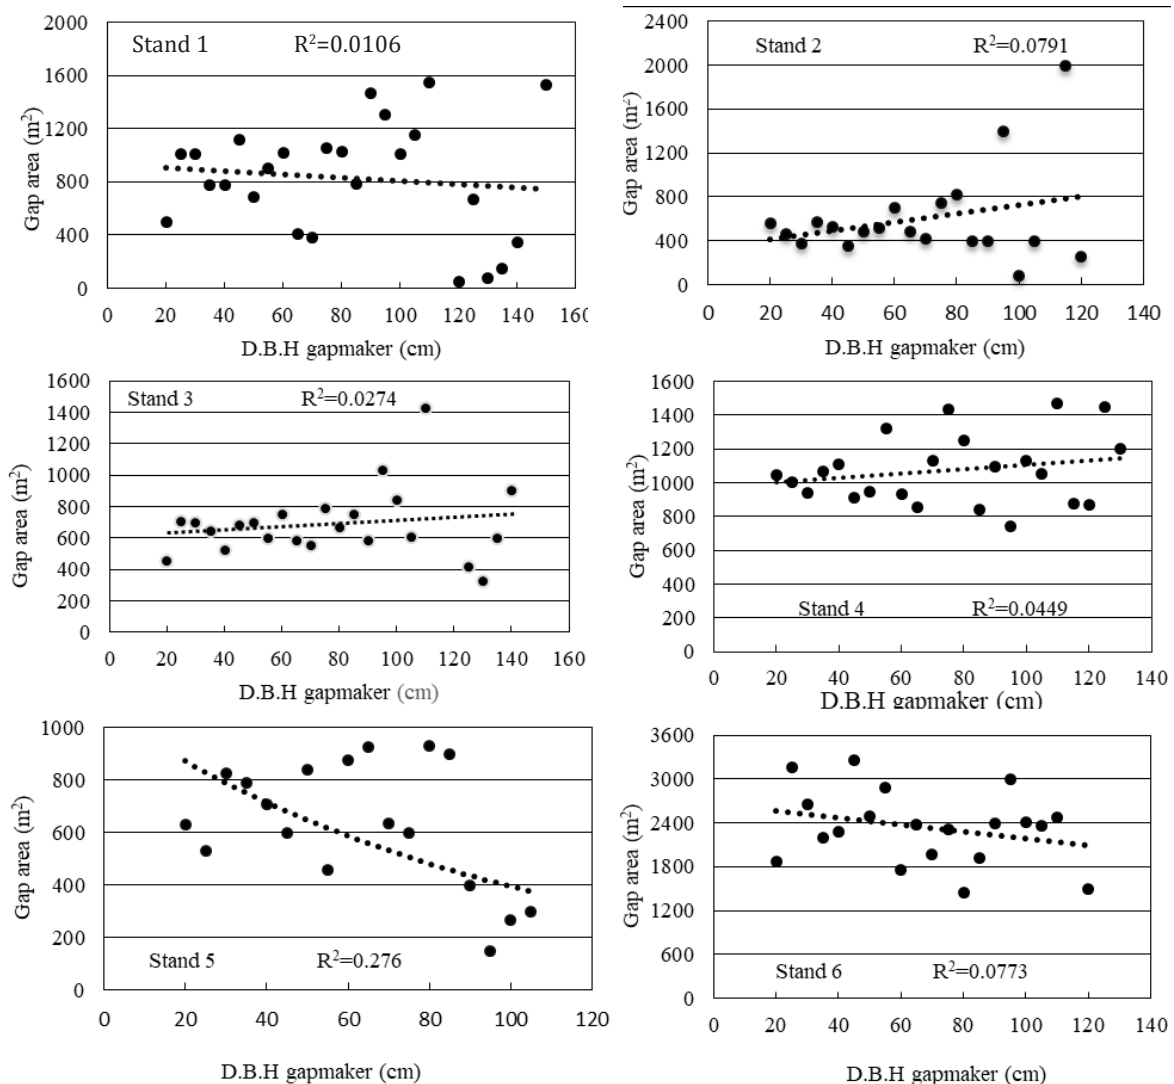 Stand 1 R²=0.0106
Gap area (m²)
2000
1600
1200
800
400
0
0 20 40 60 80 100 120 140 160
D.B.H gapmaker (cm)
Stand 2 R²=0.0791
Gap area (m²)
2400
2000
1600
1200
800
400
0
0 20 40 60 80 100 120 140
D.B.H gapmaker (cm)
Stand 3 R²=0.0274
Gap area (m²)
1600
1400
1200
1000
800
600
400
200
0
0 20 40 60 80 100 120 140 160
D.B.H gapmaker (cm)
Gap area (m²)
1600
1400
1200
1000
800
600
400
200
0
Stand 4 R²=0.0449
0 20 40 60 80 100 120 140
D.B.H gapmaker (cm)
Gap area (m²)
1000
800
600
400
200
0
Stand 5 R²=0.276
20 40 60 80 100 120
D.B.H gapmaker (cm)
Gap area (m²)
3600
3000
2400
1800
1200
600
0
Stand 6 R²=0.0773
0 20 40 60 80 100 120 140
D.B.H gapmaker (cm)